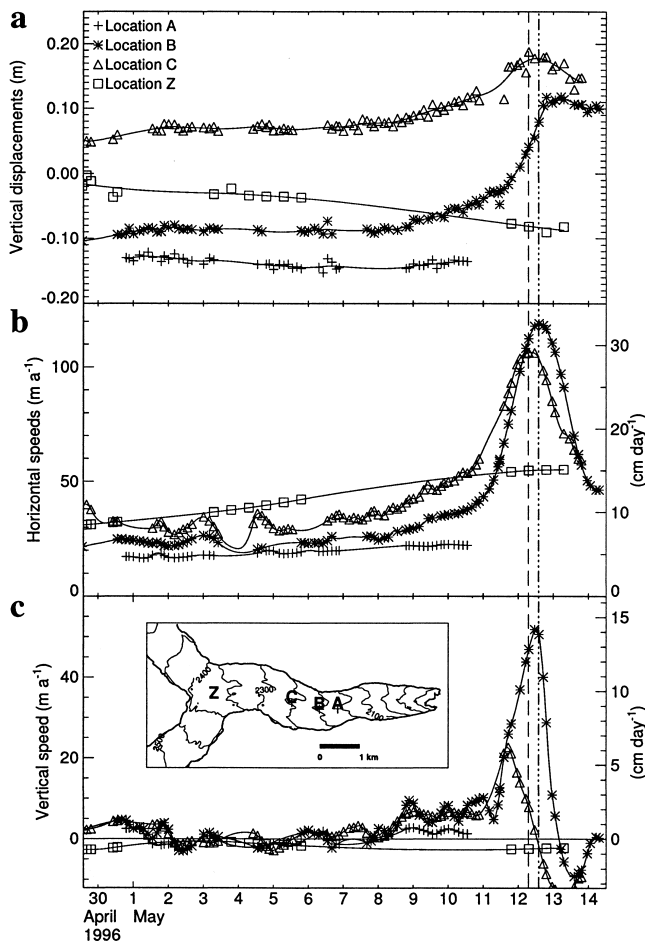 a
+Location A
✳Location B
△Location C
□Location Z
Vertical displacements (m)
0.20
0.10
0.00
-0.10
-0.20
b
Horizontal speeds (m a⁻¹)
100
50
0
30
20
10
0
(cm day⁻¹)
c
Vertical speed (m a⁻¹)
40
20
0
15
10
5
0
(cm day⁻¹)
2400
2300
2100
Z
C
B
A
0 1 km
30 1 2 3 4 5 6 7 8 9 10 11 12 13 14
April May
1996